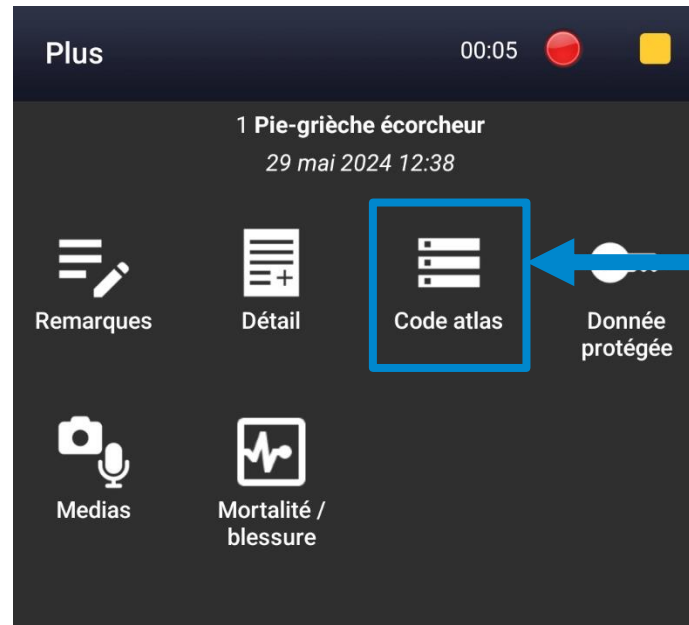 Plus 00:05
1 Pie-grièche écorcheur
29 mai 2024 12:38
Remarques Détail Code atlas Donnée
protégée
Medias Mortalité /
blessure